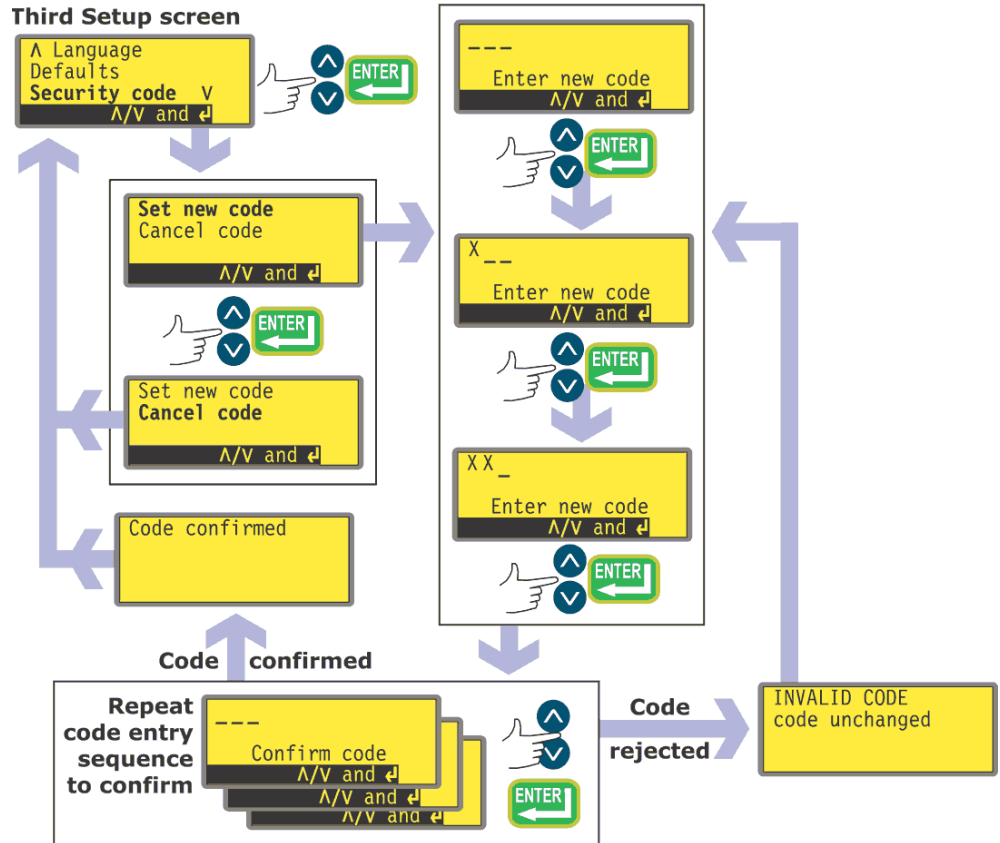 Third Setup screen
Λ Language
Defaults
Security code V
Λ/V and ↲
ENTER
Set new code
Cancel code
Λ/V and ↲
ENTER
Set new code
Cancel code
Λ/V and ↲
Code confirmed
Code confirmed
_ _ _
Enter new code
Λ/V and ↲
ENTER
X _ _
Enter new code
Λ/V and ↲
ENTER
X X _
Enter new code
Λ/V and ↲
ENTER
Repeat
code entry
sequence
to confirm
_ _ _
Confirm code
Λ/V and ↲
Λ/V and ↲
Λ/V and ↲
ENTER
Code
rejected
INVALID CODE
code unchanged